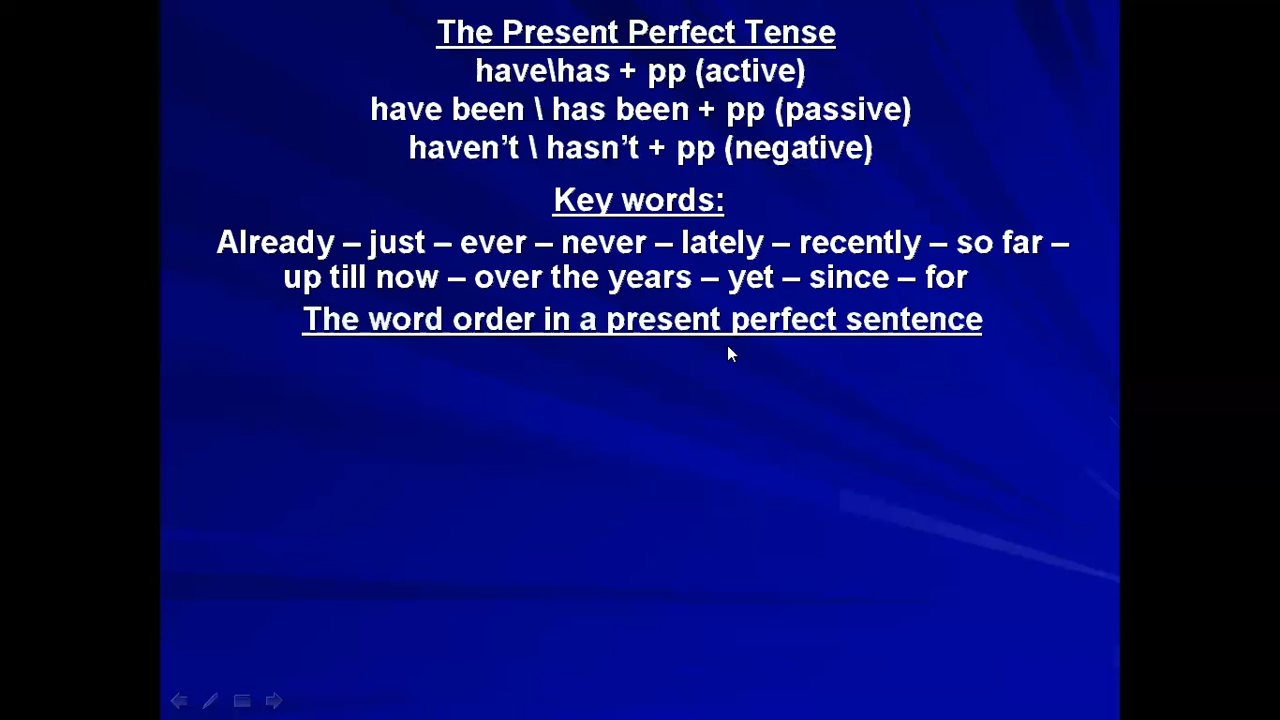 The Present Perfect Tense
have\has + pp (active)
have been \ has been + pp (passive)
haven’t \ hasn’t + pp (negative)
Key words:
Already – just – ever – never – lately – recently – so far –
up till now – over the years – yet – since – for
The word order in a present perfect sentence